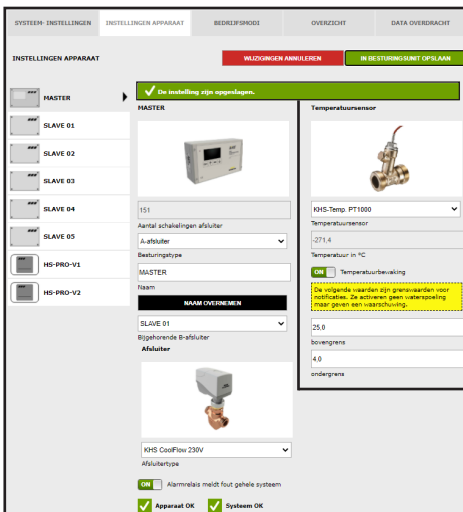 SYSTEEM- INSTELLINGEN
INSTELLINGEN APPARAAT
BEDRIJFSMODI
OVERZICHT
DATA OVERDRACHT
INSTELLINGEN APPARAAT
WIJZIGINGEN ANNULEREN
IN BESTURINGSUNIT OPSLAAN
MASTER
SLAVE 01
SLAVE 02
SLAVE 03
SLAVE 04
SLAVE 05
HS-PRO-V1
HS-PRO-V2
De instelling zijn opgeslagen.
MASTER
151
Aantal schakelingen afsluiter
A-afsluiter
Besturingstype
MASTER
Naam
NAAM OVERNEMEN
SLAVE 01
Bijgehorende B-afsluiter
Afsluiter
KHS CoolFlow 230V
Afsluitertype
ON Alarmrelais meldt fout gehele systeem
Apparaat OK
Systeem OK
Temperatuursensor
KHS-Temp. PT1000
Temperatuursensor
-271,4
Temperatuur in °C
ON Temperatuurbewaking
De volgende waarden zijn grenswaarden voor
notificaties. Ze activeren geen waterspoeling
maar geven een waarschuwing.
25,0
bovengrens
4,0
ondergrens